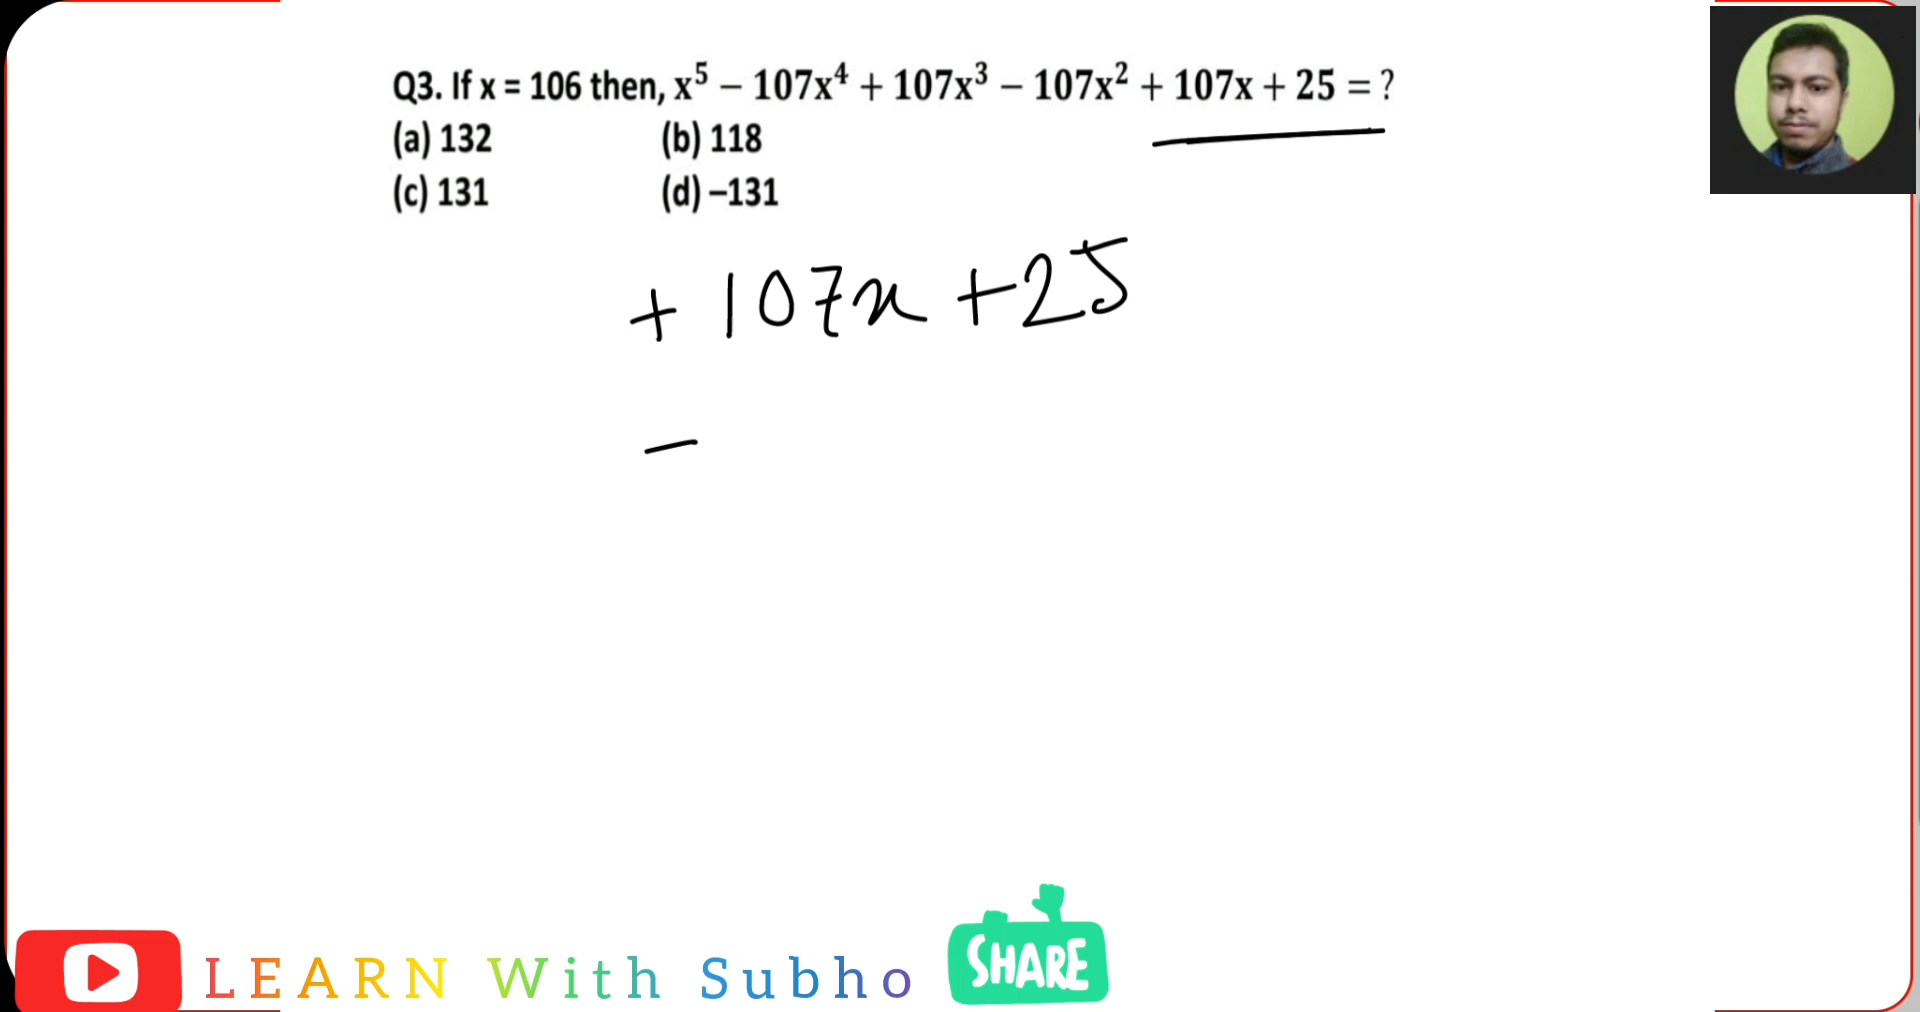 Q3. If x = 106 then, x⁵ − 107x⁴ + 107x³ − 107x² + 107x + 25 = ?
(a) 132 (b) 118
(c) 131 (d) –131
+ 107x + 25
−
LEARN With Subho
SHARE